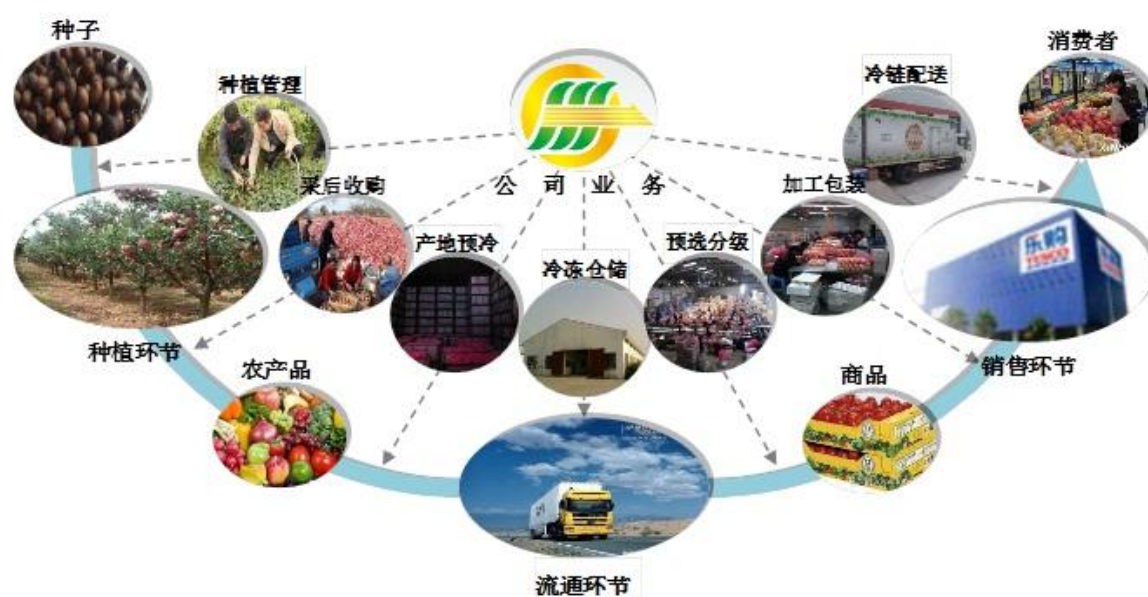 种子
消费者
种植管理
冷链配送
采后收购
公司业务
加工包装
产地预冷
冷冻仓储
预选分级
乐购
TESCO
种植环节
农产品
商品
销售环节
流通环节